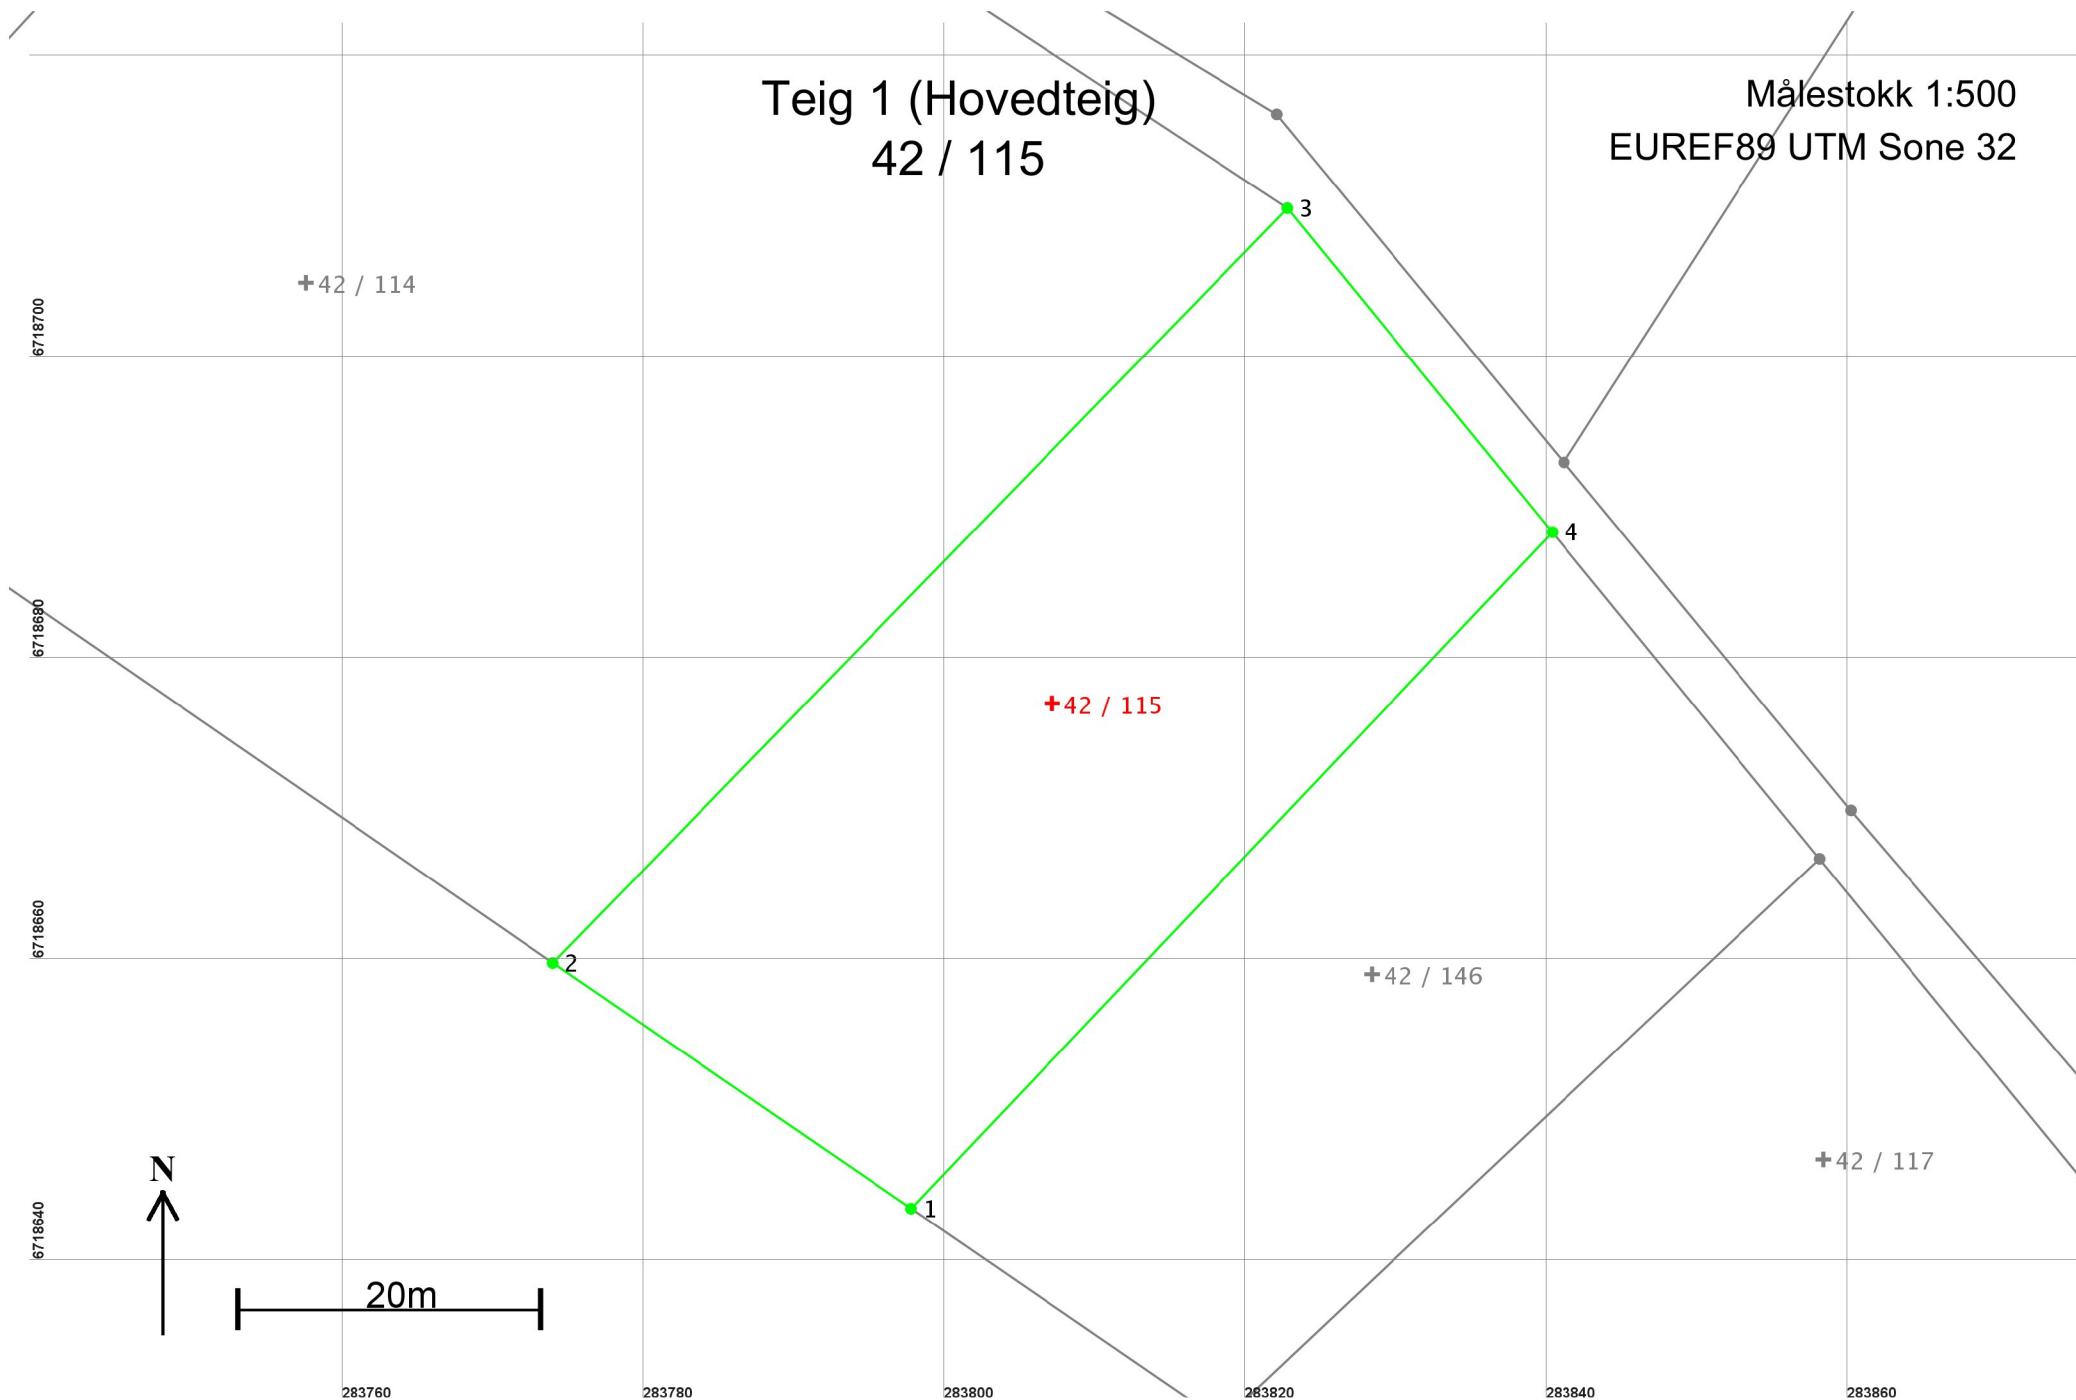 Teig 1 (Hovedteig)
42 / 115
Målestokk 1:500
EUREF89 UTM Sone 32
3
42 / 114
6718700
4
6718680
42 / 115
6718660
2
42 / 146
42 / 117
N
1
6718640
20m
283760
283780
283800
283820
283840
283860